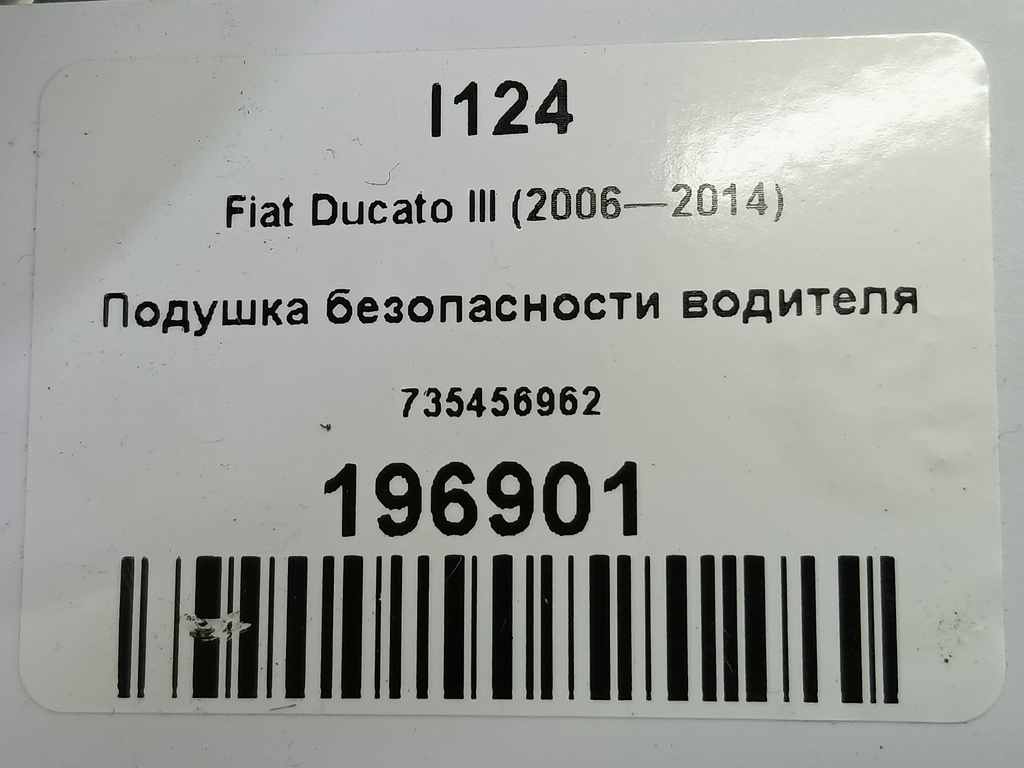 I124
Fiat Ducato III (2006—2014)
Подушка безопасности водителя
735456962
196901